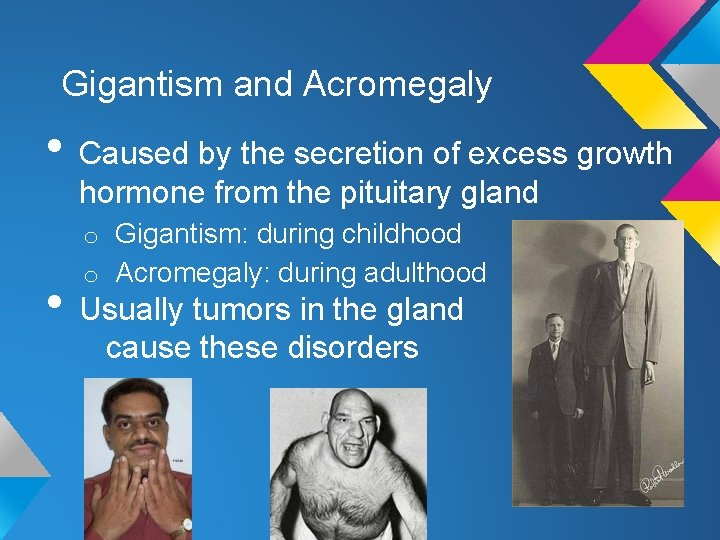 Gigantism and Acromegaly
• Caused by the secretion of excess growth
hormone from the pituitary gland
o Gigantism: during childhood
o Acromegaly: during adulthood
• Usually tumors in the gland
cause these disorders